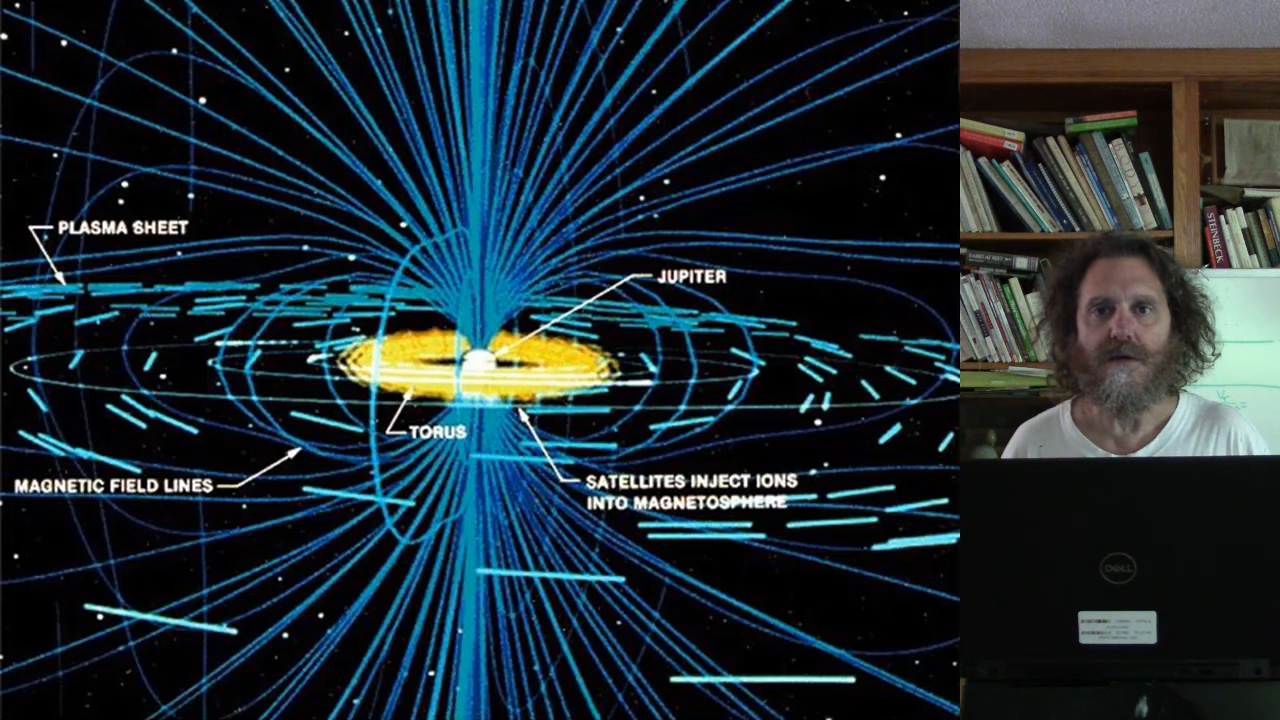 PLASMA SHEET
JUPITER
TORUS
MAGNETIC FIELD LINES
SATELLITES INJECT IONS
INTO MAGNETOSPHERE
STEINBECK
DELL